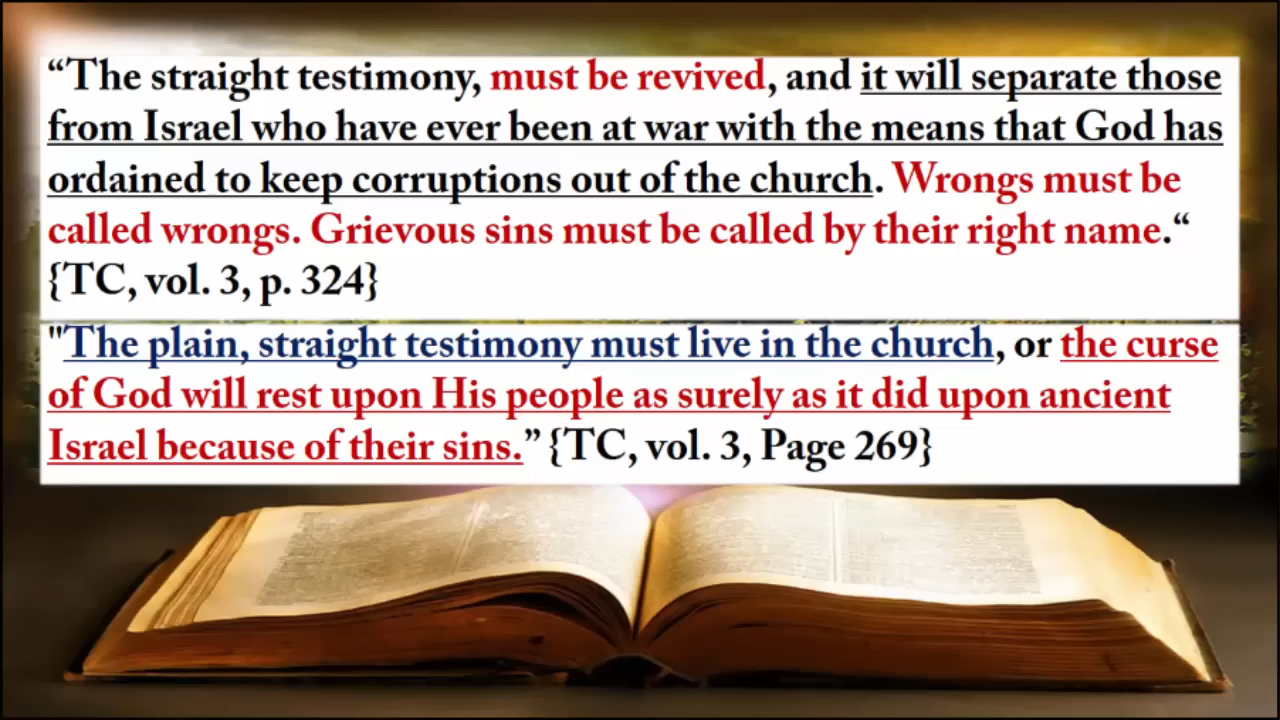 “The straight testimony, must be revived, and it will separate those
from Israel who have ever been at war with the means that God has
ordained to keep corruptions out of the church. Wrongs must be
called wrongs. Grievous sins must be called by their right name.“
{TC, vol. 3, p. 324}
"The plain, straight testimony must live in the church, or the curse
of God will rest upon His people as surely as it did upon ancient
Israel because of their sins.” {TC, vol. 3, Page 269}